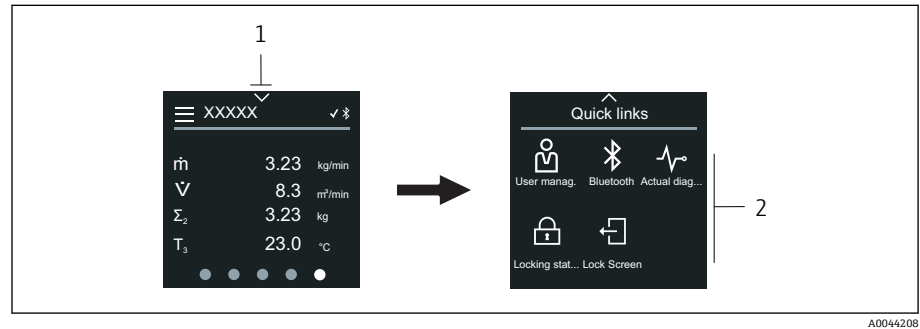 1
XXXXX
ṁ 3.23 kg/min
V̇ 8.3 m³/min
Σ₂ 3.23 kg
T₃ 23.0 °C
Quick links
User manag. Bluetooth Actual diag...
Locking stat... Lock Screen
2
A0044208